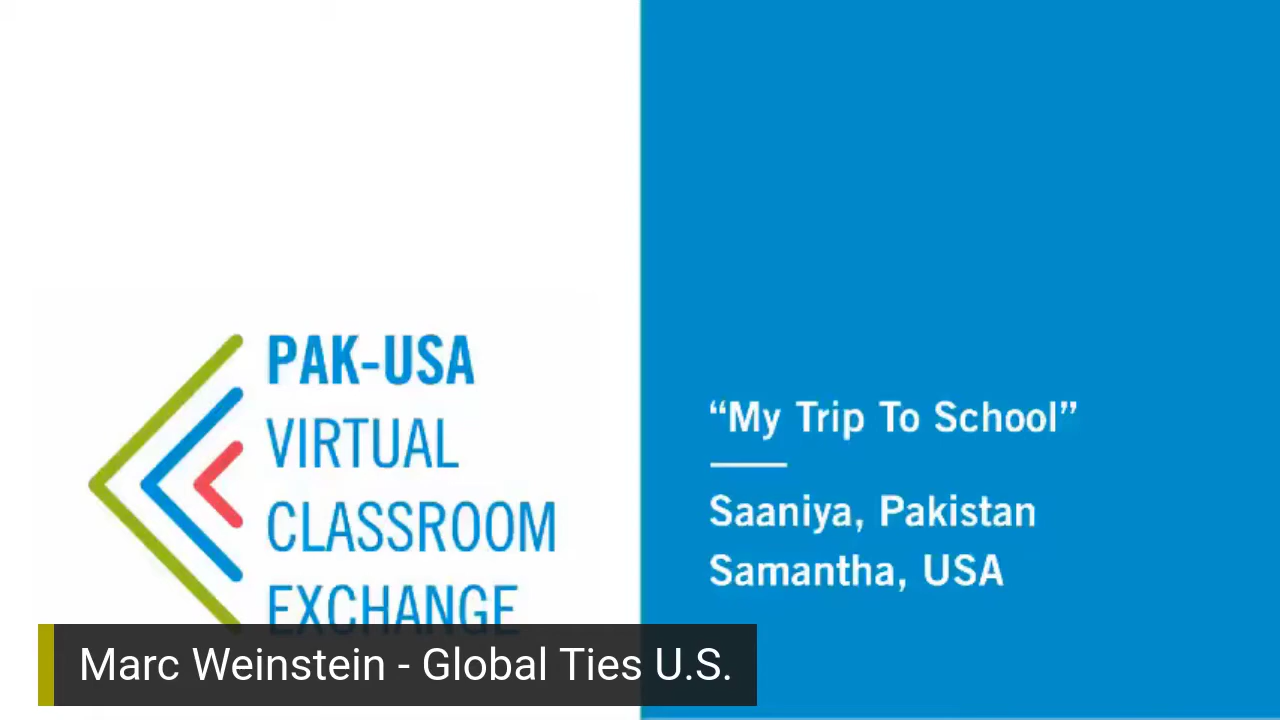 PAK-USA
VIRTUAL
CLASSROOM
EXCHANGE
“My Trip To School”
Saaniya, Pakistan
Samantha, USA
Marc Weinstein - Global Ties U.S.